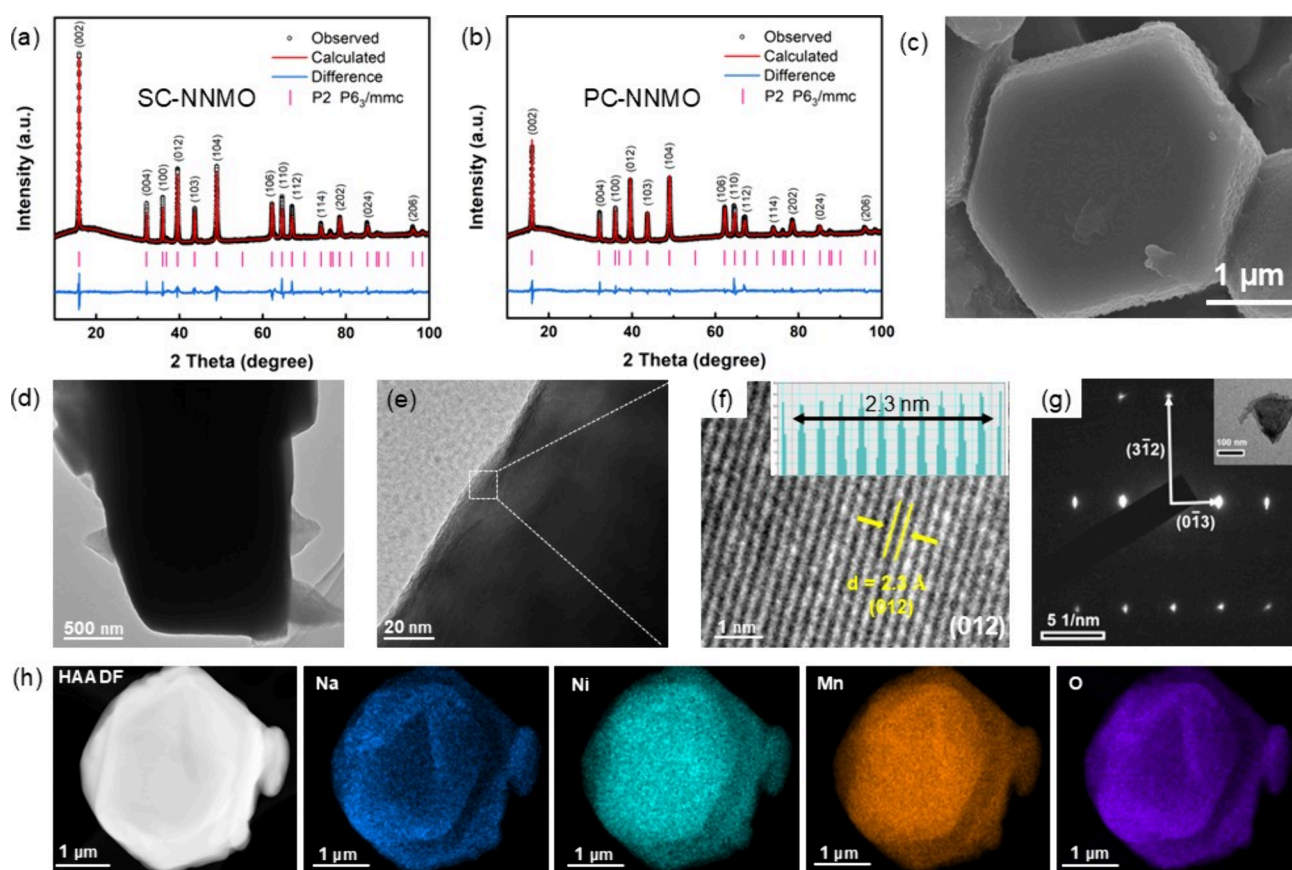 (a)
(002)
Observed
Calculated
Difference
P2 P6₃/mmc
SC-NNMO
(004)
(100)
(012)
(103)
(104)
(106)
(110)
(112)
(114)
(202)
(024)
(206)
Intensity (a.u.)
20 40 60 80 100
2 Theta (degree)
(b)
(002)
Observed
Calculated
Difference
P2 P6₃/mmc
PC-NNMO
(004)
(100)
(012)
(103)
(104)
(106)
(110)
(112)
(114)
(202)
(024)
(206)
Intensity (a.u.)
20 40 60 80 100
2 Theta (degree)
(c)
1 µm
(d)
500 nm
(e)
20 nm
(f)
2.3 nm
d = 2.3 Å
(012)
1 nm
(012)
(g)
100 nm
(31̄2)
(01̄3)
5 1/nm
(h)
HAADF
1 µm
Na
1 µm
Ni
1 µm
Mn
1 µm
O
1 µm